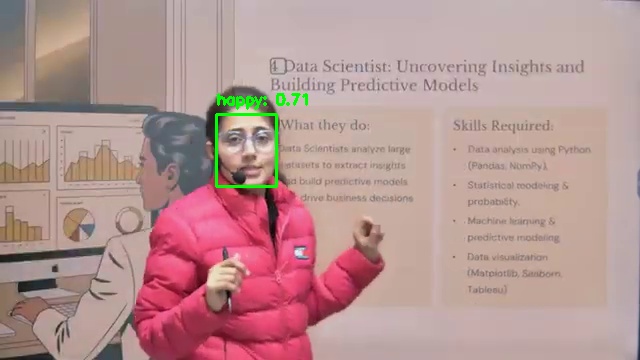 4 Data Scientist: Uncovering Insights and
Building Predictive Models
happy: 0.71
What they do:
Data Scientists analyze large
datasets to extract insights
and build predictive models
drive business decisions
Skills Required:
• Data analysis using Python
(Pandas, NumPy).
• Statistical modeling &
probability.
• Machine learning &
predictive modeling
• Data visualization
(Matplotlib, Seaborn,
Tableau)